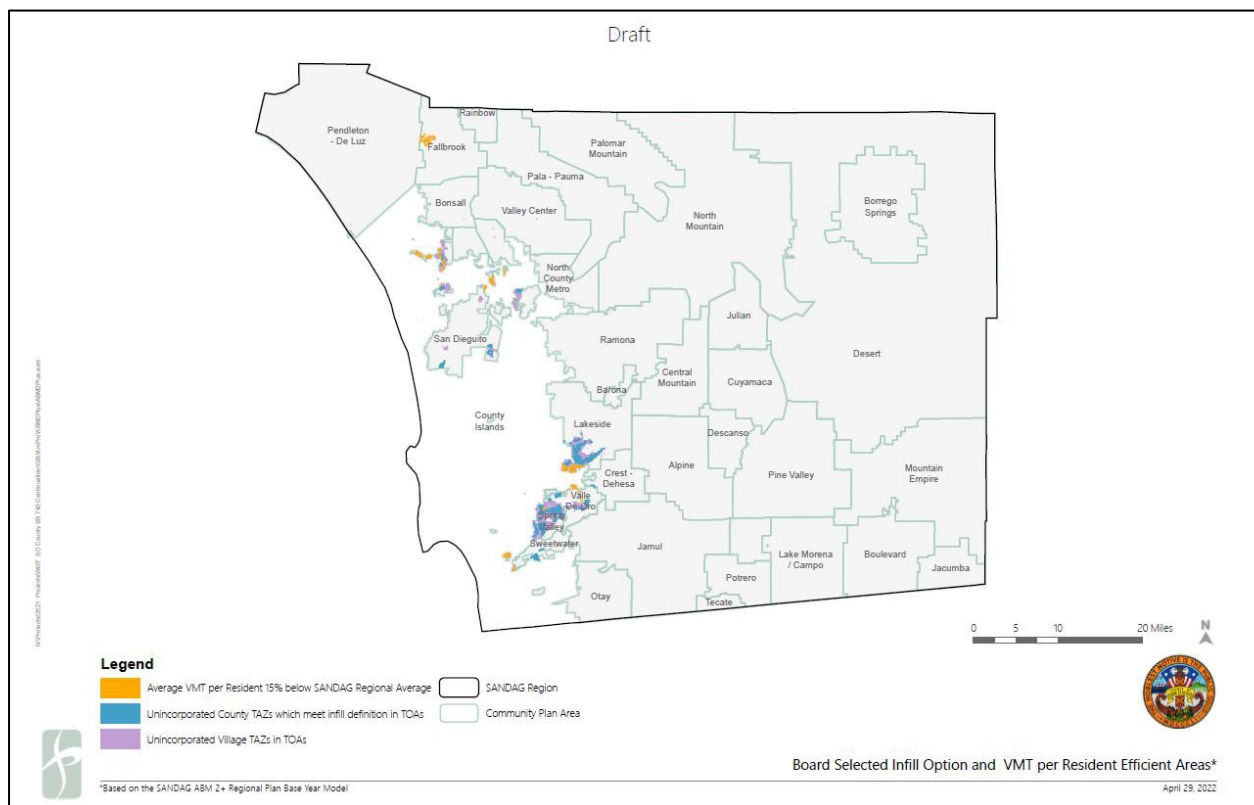 Draft
Pendleton
- De Luz
Rainbow
Fallbrook
Palomar
Mountain
Pala - Pauma
Bonsall
Valley Center
North
Mountain
Borrego
Springs
North
County
Metro
Julian
San Dieguito
Ramona
Desert
Central
Mountain
Cuyamaca
Barona
County
Islands
Lakeside
Descanso
Alpine
Crest -
Dehesa
Pine Valley
Mountain
Empire
Valle
De Oro
Spring
Valley
Sweetwater
Jamul
Lake Morena
/ Campo
Boulevard
Jacumba
Potrero
Otay
Tecate
0 5 10 20 Miles
N
Legend
Average VMT per Resident 15% below SANDAG Regional Average
SANDAG Region
Unincorporated County TAZs which meet infill definition in TOAs
Community Plan Area
Unincorporated Village TAZs in TOAs
Board Selected Infill Option and VMT per Resident Efficient Areas*
*Based on the SANDAG ABM 2+ Regional Plan Base Year Model
April 29, 2022